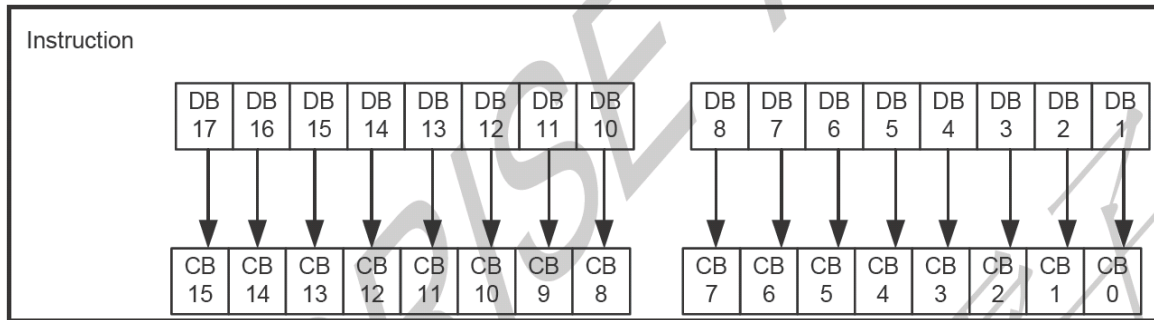 Instruction
DB 17 DB 16 DB 15 DB 14 DB 13 DB 12 DB 11 DB 10 DB 8 DB 7 DB 6 DB 5 DB 4 DB 3 DB 2 DB 1
CB 15 CB 14 CB 13 CB 12 CB 11 CB 10 CB 9 CB 8 CB 7 CB 6 CB 5 CB 4 CB 3 CB 2 CB 1 CB 0